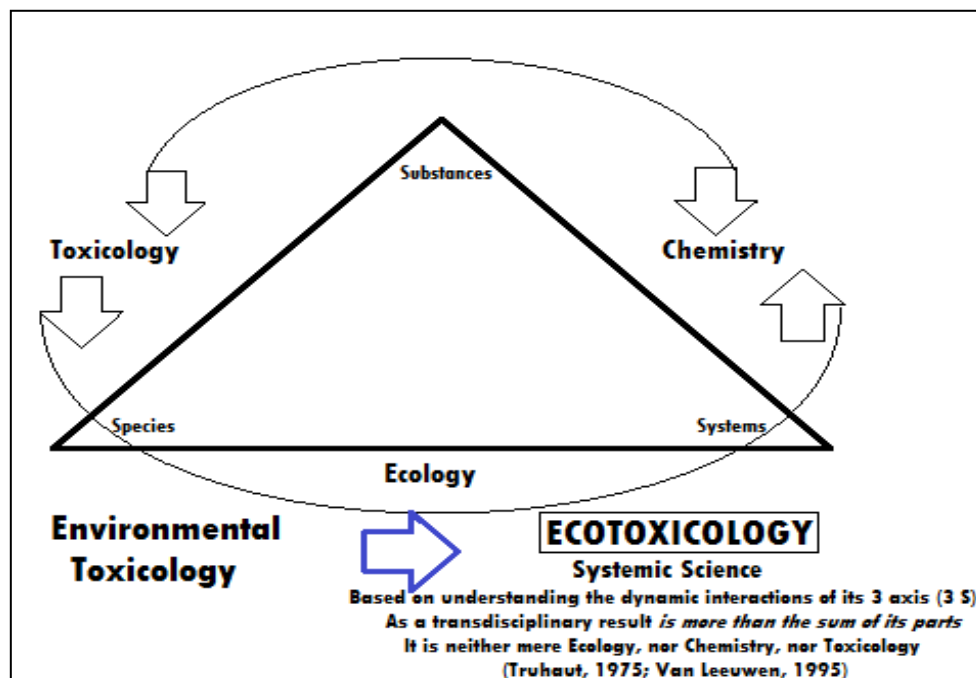 Substances
Toxicology
Chemistry
Species
Systems
Ecology
Environmental
Toxicology
ECOTOXICOLOGY
Systemic Science
Based on understanding the dynamic interactions of its 3 axis (3 S)
As a transdisciplinary result is more than the sum of its parts
It is neither mere Ecology, nor Chemistry, nor Toxicology
(Truhaut, 1975; Van Leeuwen, 1995)